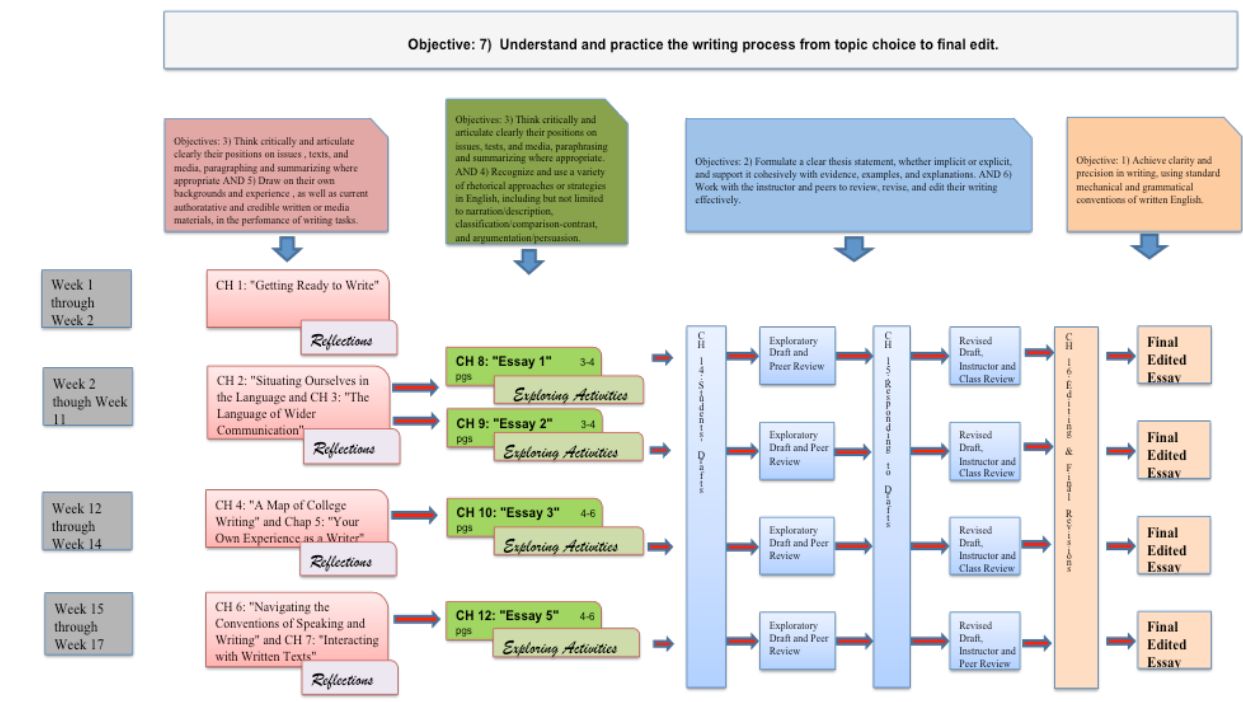 Objective: 7) Understand and practice the writing process from topic choice to final edit.
Objectives: 3) Think critically and articulate
clearly their positions on issues , texts, and
media, paragraphing and summarizing where
appropriate AND 5) Draw on their own
backgrounds and experience , as well as current
authoratative and credible written or media
materials, in the perfomance of writing tasks.
Objectives: 3) Think critically and
articulate clearly their positions on
issues, tests, and media, paraphrasing
and summarizing where appropriate.
AND 4) Recognize and use a variety
of rhetorical approaches or strategies
in English, including but not limited
to narration/description,
classification/comparison-contrast,
and argumentation/persuasion.
Objectives: 2) Formulate a clear thesis statement, whether implicit or explicit,
and support it cohesively with evidence, examples, and explanations. AND 6)
Work with the instructor and peers to review, revise, and edit their writing
effectively.
Objective: 1) Achieve clarity and
precision in writing, using standard
mechanical and grammatical
conventions of written English.
Week 1
through
Week 2
CH 1: "Getting Ready to Write"
Reflections
Week 2
though Week
11
CH 2: "Situating Ourselves in
the Language and CH 3: "The
Language of Wider
Communication"
Reflections
CH 8: "Essay 1" 3-4
pgs
Exploring Activities
CH 9: "Essay 2" 3-4
pgs
Exploring Activities
Week 12
through
Week 14
CH 4: "A Map of College
Writing" and Chap 5: "Your
Own Experience as a Writer"
Reflections
CH 10: "Essay 3" 4-6
pgs
Exploring Activities
Week 15
through
Week 17
CH 6: "Navigating the
Conventions of Speaking and
Writing" and CH 7: "Interacting
with Written Texts"
Reflections
CH 12: "Essay 5" 4-6
pgs
Exploring Activities
CH 14: Students' Drafts
Exploratory
Draft and
Preer Review
Exploratory
Draft and Peer
Review
Exploratory
Draft and Peer
Review
Exploratory
Draft and Peer
Review
CH 15: Responding to Drafts
Revised
Draft,
Instructor and
Class Review
Revised
Draft,
Instructor and
Class Review
Revised
Draft,
Instructor and
Class Review
Revised
Draft,
Instructor and
Peer Review
CH 16: Editing & Final Revisions
Final
Edited
Essay
Final
Edited
Essay
Final
Edited
Essay
Final
Edited
Essay